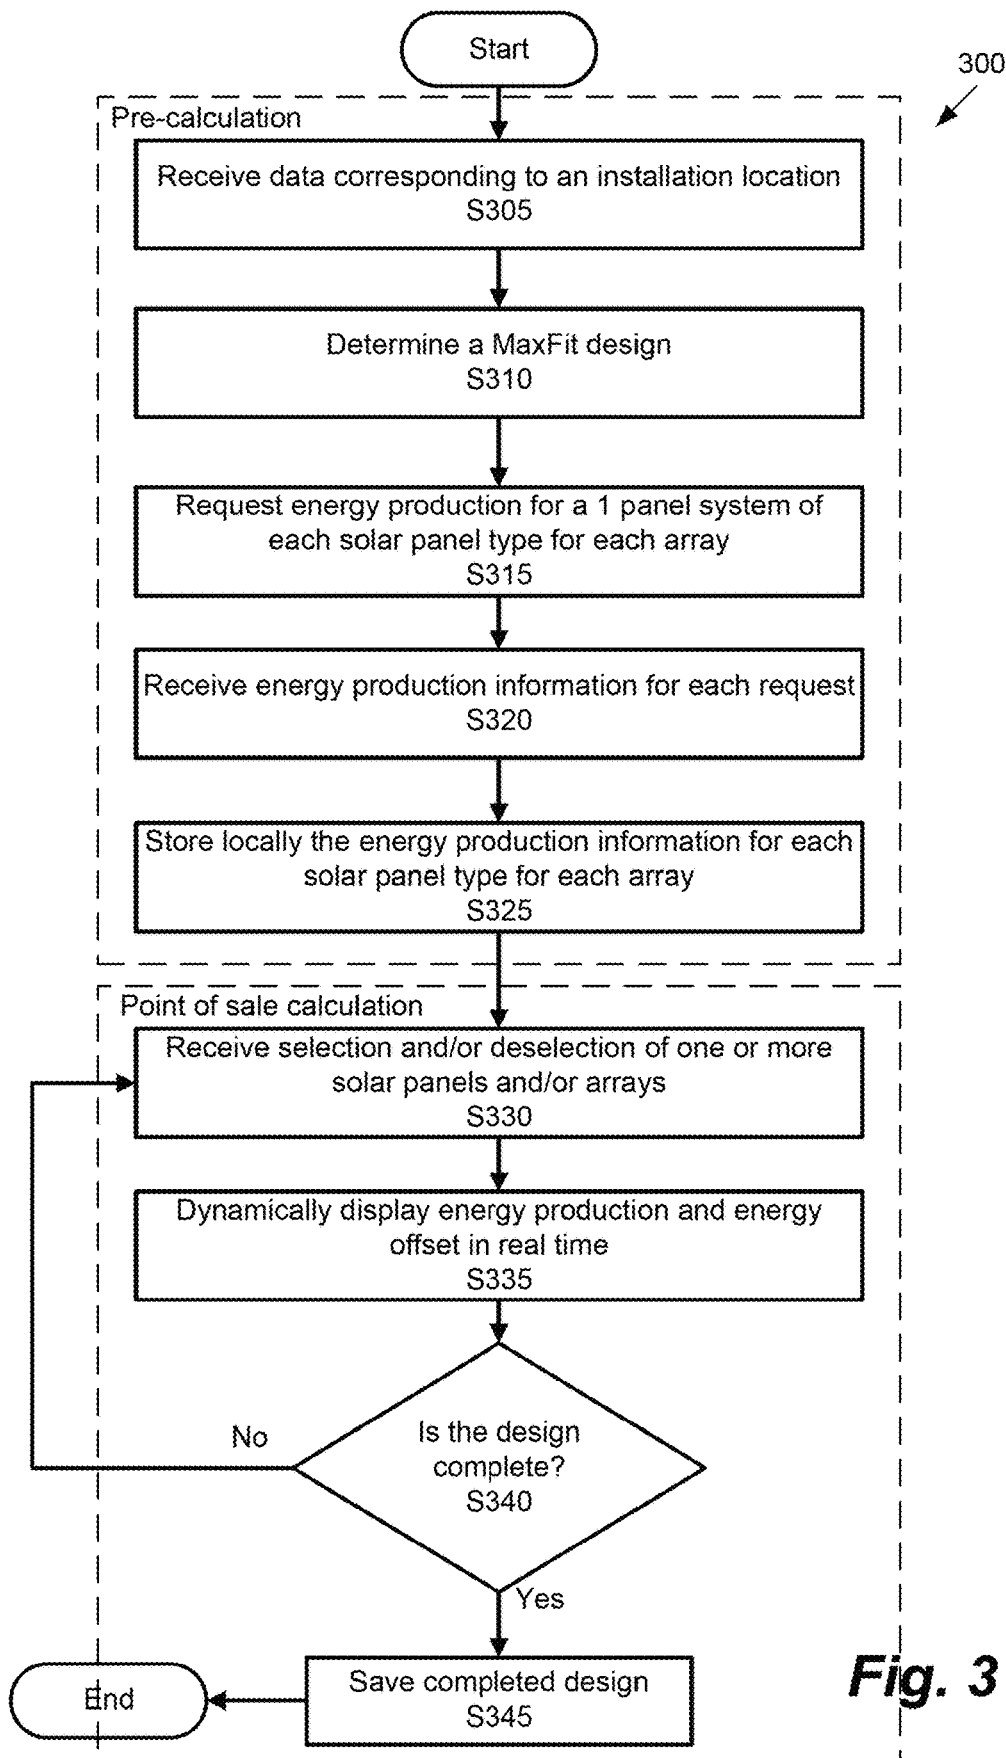 Start
300
Pre-calculation
Receive data corresponding to an installation location
S305
Determine a MaxFit design
S310
Request energy production for a 1 panel system of
each solar panel type for each array
S315
Receive energy production information for each request
S320
Store locally the energy production information for each
solar panel type for each array
S325
Point of sale calculation
Receive selection and/or deselection of one or more
solar panels and/or arrays
S330
Dynamically display energy production and energy
offset in real time
S335
Is the design
complete?
S340
No
Yes
Save completed design
S345
End
Fig. 3